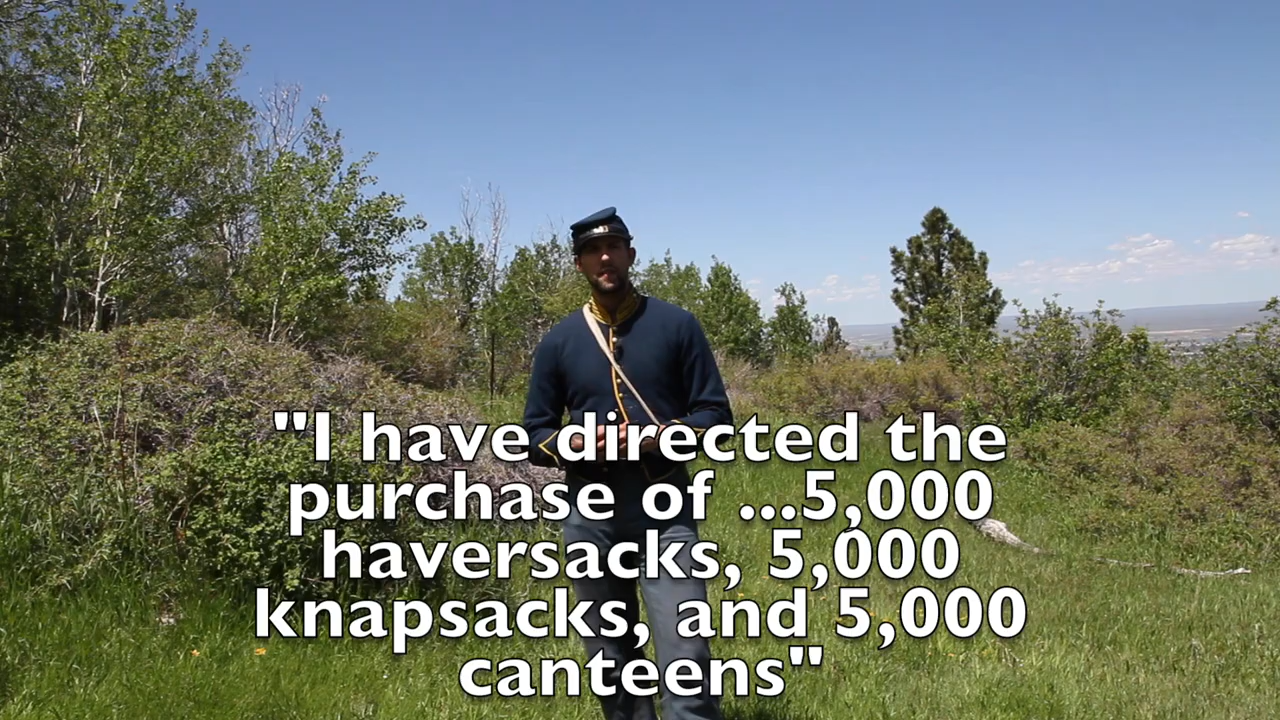 "I have directed the
purchase of ...5,000
haversacks, 5,000
knapsacks, and 5,000
canteens"